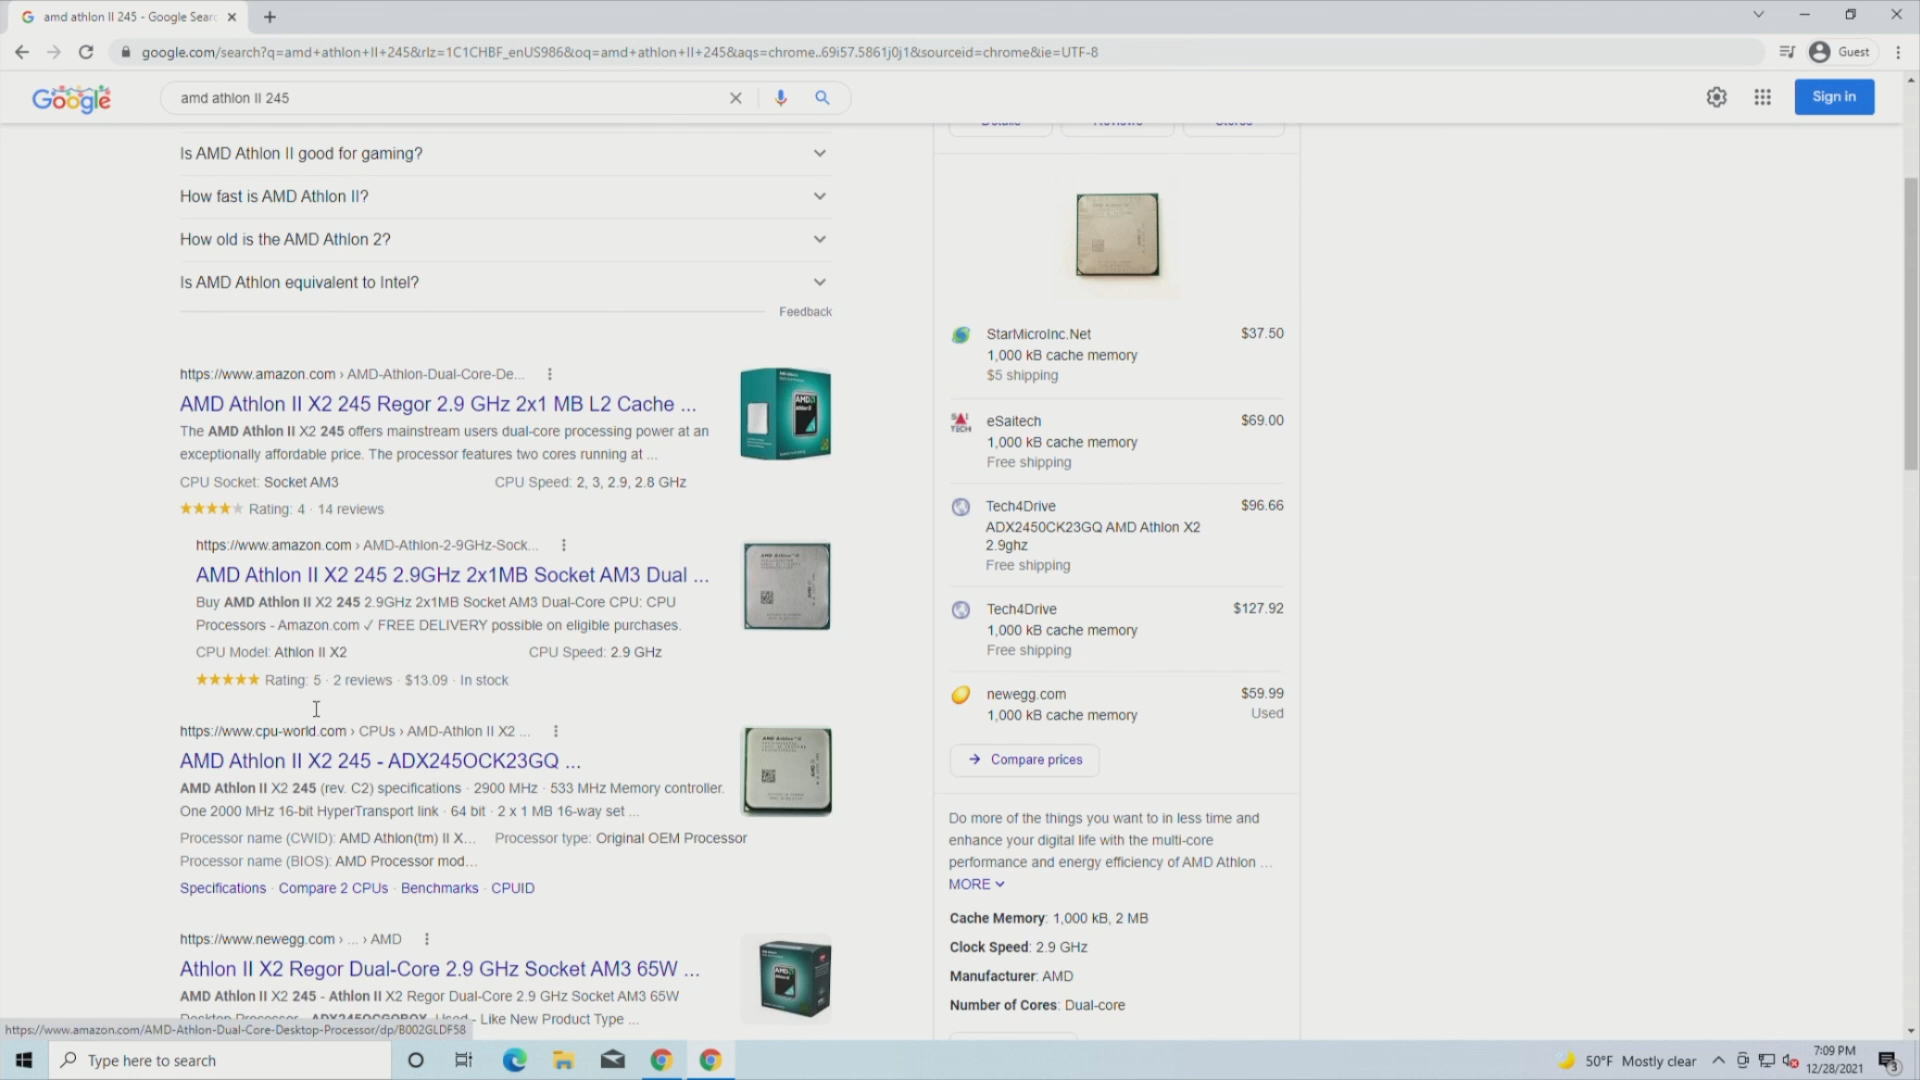 amd athlon II 245 - Google Sear
google.com/search?q=amd+athlon+II+245&rlz=1C1CHBF_enUS986&oq=amd+athlon+II+245&aqs=chrome..69i57.5861j0j1&sourceid=chrome&ie=UTF-8
Guest
Google
amd athlon II 245
Sign in
Is AMD Athlon II good for gaming?
How fast is AMD Athlon II?
How old is the AMD Athlon 2?
Is AMD Athlon equivalent to Intel?
Feedback
https://www.amazon.com › AMD-Athlon-Dual-Core-De...
AMD Athlon II X2 245 Regor 2.9 GHz 2x1 MB L2 Cache ...
The AMD Athlon II X2 245 offers mainstream users dual-core processing power at an
exceptionally affordable price. The processor features two cores running at ...
CPU Socket: Socket AM3 CPU Speed: 2, 3, 2.9, 2.8 GHz
Rating: 4 · 14 reviews
https://www.amazon.com › AMD-Athlon-2-9GHz-Sock...
AMD Athlon II X2 245 2.9GHz 2x1MB Socket AM3 Dual ...
Buy AMD Athlon II X2 245 2.9GHz 2x1MB Socket AM3 Dual-Core CPU: CPU
Processors - Amazon.com ✓ FREE DELIVERY possible on eligible purchases.
CPU Model: Athlon II X2 CPU Speed: 2.9 GHz
Rating: 5 · 2 reviews · $13.09 · In stock
https://www.cpu-world.com › CPUs › AMD-Athlon II X2 ...
AMD Athlon II X2 245 - ADX245OCK23GQ ...
AMD Athlon II X2 245 (rev. C2) specifications · 2900 MHz · 533 MHz Memory controller.
One 2000 MHz 16-bit HyperTransport link · 64 bit · 2 x 1 MB 16-way set ...
Processor name (CWID): AMD Athlon(tm) II X... Processor type: Original OEM Processor
Processor name (BIOS): AMD Processor mod...
Specifications · Compare 2 CPUs · Benchmarks · CPUID
https://www.newegg.com › ... › AMD
Athlon II X2 Regor Dual-Core 2.9 GHz Socket AM3 65W ...
AMD Athlon II X2 245 - Athlon II X2 Regor Dual-Core 2.9 GHz Socket AM3 65W
Desktop Processor - ADX245OCGQBOX. Used - Like New Product Type ...
https://www.amazon.com/AMD-Athlon-Dual-Core-Desktop-Processor/dp/B002GLDF58
Details Reviews Stores
StarMicroInc.Net $37.50
1,000 kB cache memory
$5 shipping
eSaitech $69.00
1,000 kB cache memory
Free shipping
Tech4Drive $96.66
ADX2450CK23GQ AMD Athlon X2
2.9ghz
Free shipping
Tech4Drive $127.92
1,000 kB cache memory
Free shipping
newegg.com $59.99
1,000 kB cache memory Used
Compare prices
Do more of the things you want to in less time and
enhance your digital life with the multi-core
performance and energy efficiency of AMD Athlon ...
MORE
Cache Memory: 1,000 kB, 2 MB
Clock Speed: 2.9 GHz
Manufacturer: AMD
Number of Cores: Dual-core
Type here to search
50°F Mostly clear
7:09 PM
12/28/2021
3